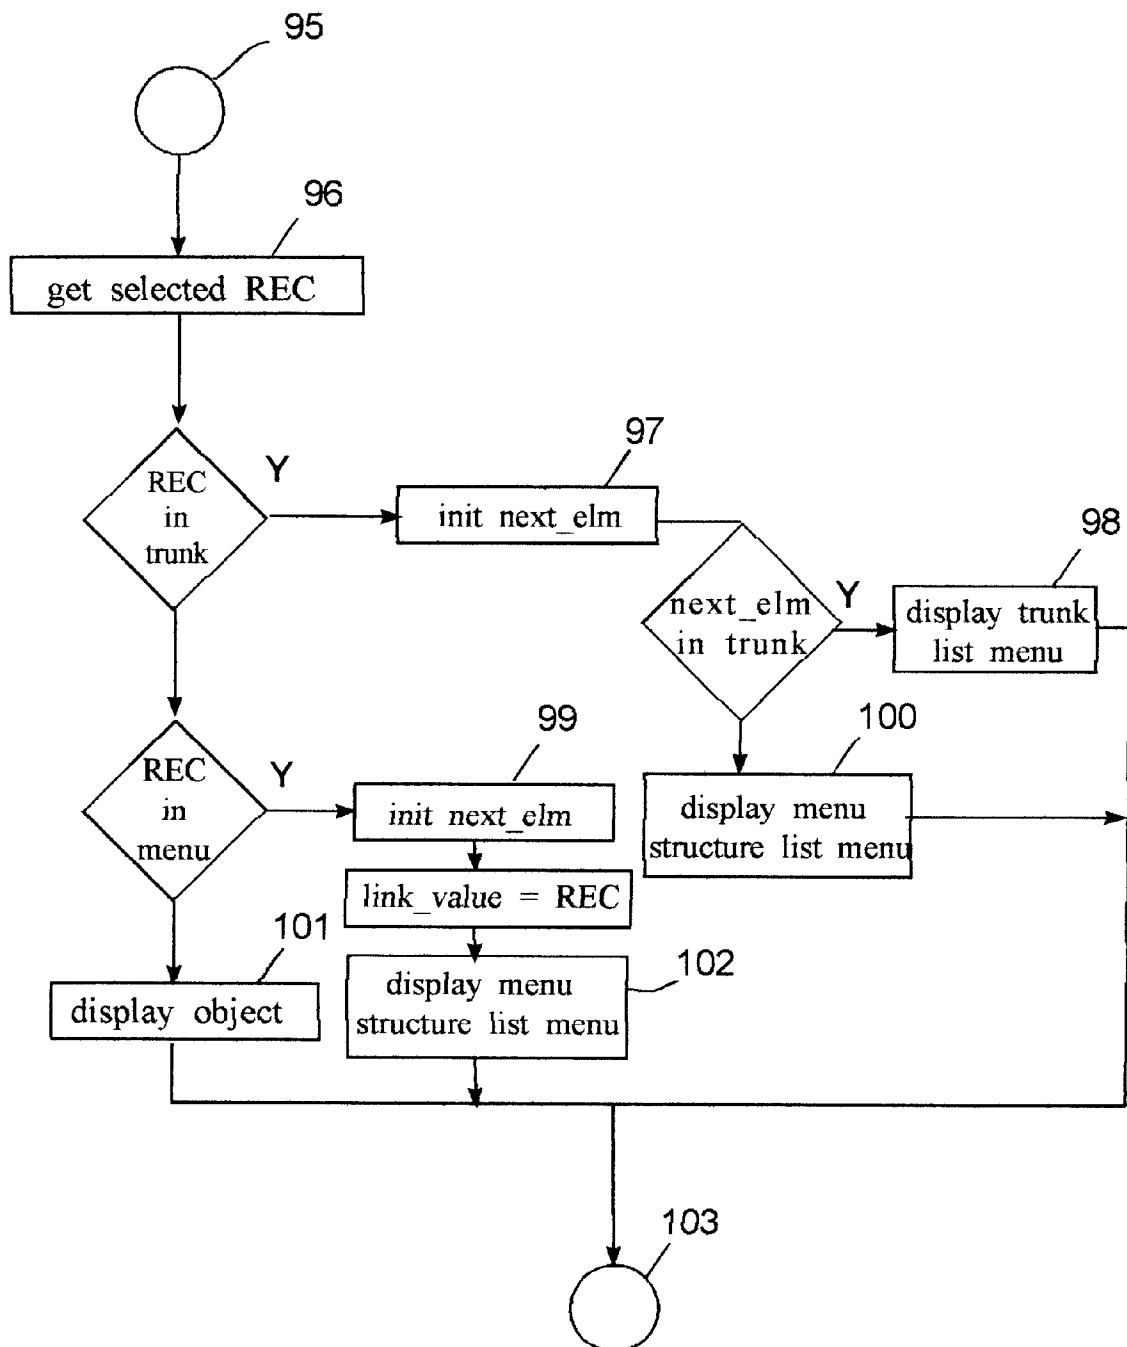 95
96
get selected REC
REC
in
trunk
Y
97
init next_elm
next_elm
in trunk
Y
98
display trunk
list menu
REC
in
menu
Y
99
init next_elm
link_value = REC
102
display menu
structure list menu
100
display menu
structure list menu
101
display object
103